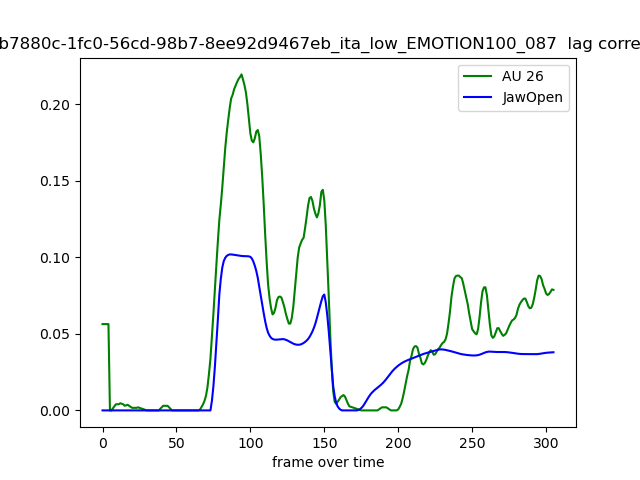 b7880c-1fc0-56cd-98b7-8ee92d9467eb_ita_low_EMOTION100_087 lag corre
AU 26
JawOpen
0.20
0.15
0.10
0.05
0.00
0 50 100 150 200 250 300
frame over time